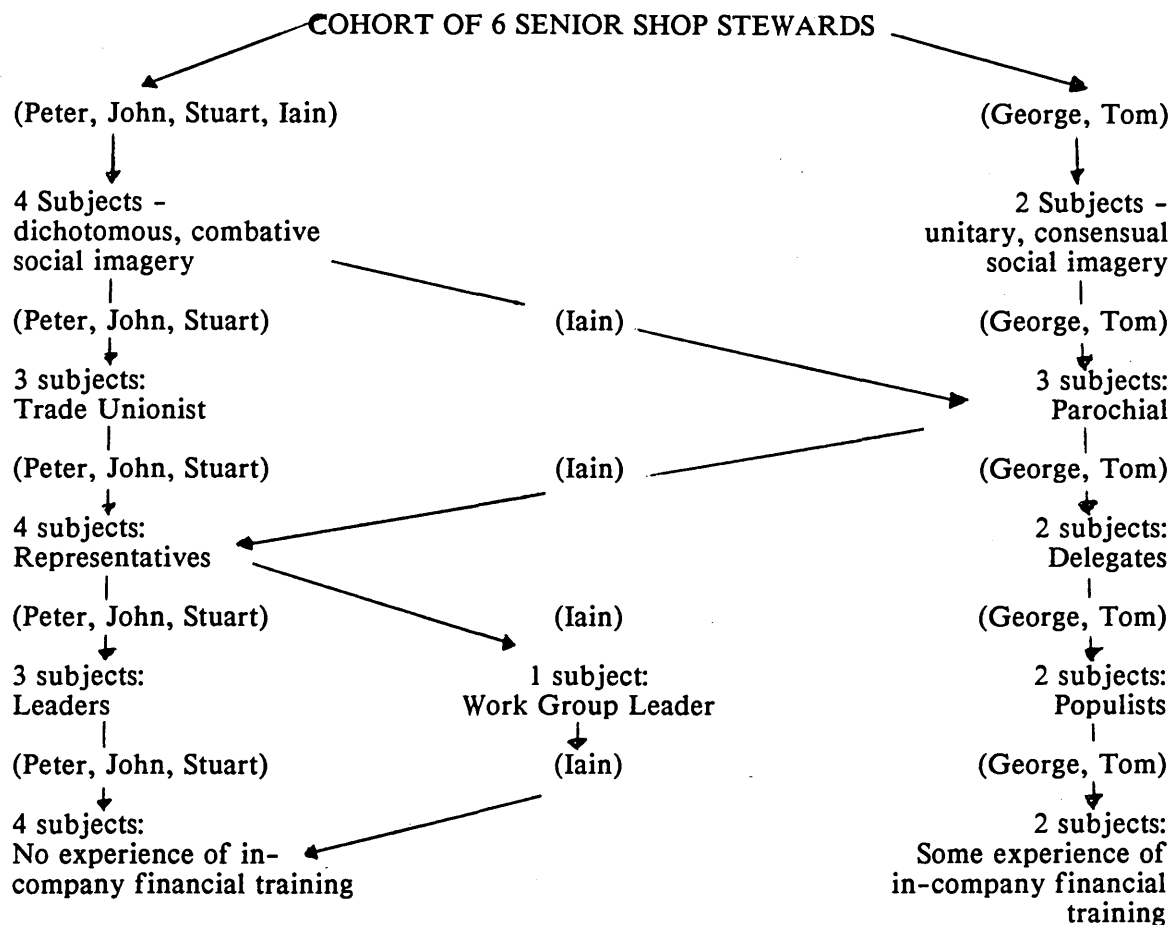 COHORT OF 6 SENIOR SHOP STEWARDS
(Peter, John, Stuart, Iain)
(George, Tom)
4 Subjects -
dichotomous, combative
social imagery
2 Subjects -
unitary, consensual
social imagery
(Peter, John, Stuart)
(Iain)
(George, Tom)
3 subjects:
Trade Unionist
3 subjects:
Parochial
(Peter, John, Stuart)
(Iain)
(George, Tom)
4 subjects:
Representatives
2 subjects:
Delegates
(Peter, John, Stuart)
(Iain)
(George, Tom)
3 subjects:
Leaders
1 subject:
Work Group Leader
2 subjects:
Populists
(Peter, John, Stuart)
(Iain)
(George, Tom)
4 subjects:
No experience of in-
company financial training
2 subjects:
Some experience of
in-company financial
training